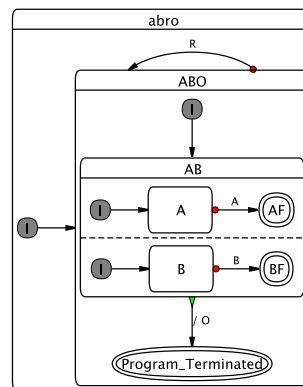 abro
R
ABO
I
AB
I A A AF
I
I B B BF
/ O
Program_Terminated